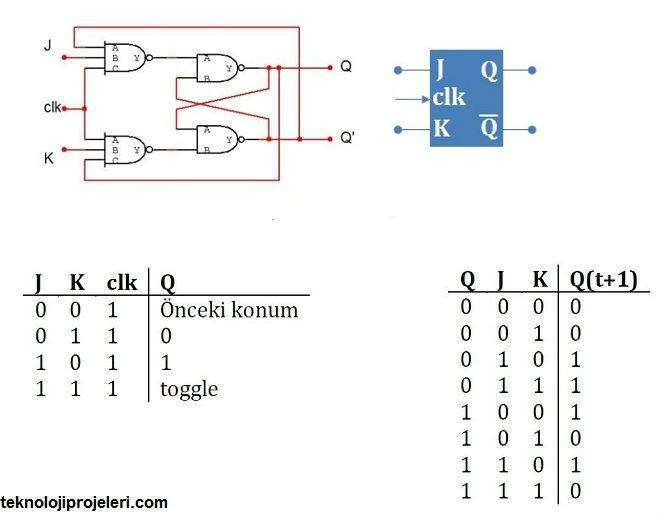 J
A
B Y
C
A
Y
B
Q
clk
A
B Y
C
A
Y
B
Q'
K
J Q
clk
K Q̅
J K clk Q
0 0 1 Önceki konum
0 1 1 0
1 0 1 1
1 1 1 toggle
Q J K Q(t+1)
0 0 0 0
0 0 1 0
0 1 0 1
0 1 1 1
1 0 0 1
1 0 1 0
1 1 0 1
1 1 1 0
teknolojiprojeleri.com